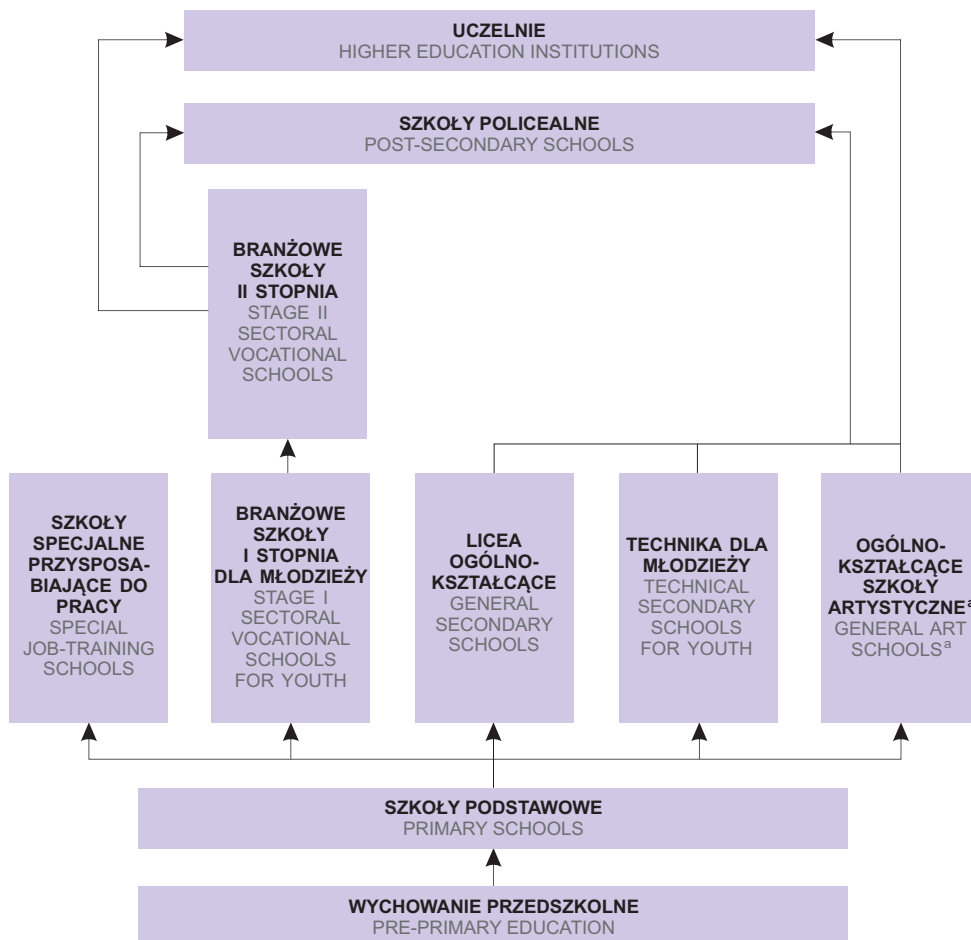 UCZELNIE
HIGHER EDUCATION INSTITUTIONS
SZKOŁY POLICEALNE
POST-SECONDARY SCHOOLS
BRANŻOWE
SZKOŁY
II STOPNIA
STAGE II
SECTORAL
VOCATIONAL
SCHOOLS
SZKOŁY
SPECJALNE
PRZYSPOSA-
BIAJĄCE DO
PRACY
SPECIAL
JOB-TRAINING
SCHOOLS
BRANŻOWE
SZKOŁY
I STOPNIA
DLA MŁODZIEŻY
STAGE I
SECTORAL
VOCATIONAL
SCHOOLS
FOR YOUTH
LICEA
OGÓLNO-
KSZTAŁCĄCE
GENERAL
SECONDARY
SCHOOLS
TECHNIKA DLA
MŁODZIEŻY
TECHNICAL
SECONDARY
SCHOOLS
FOR YOUTH
OGÓLNO-
KSZTAŁCĄCE
SZKOŁY
ARTYSTYCZNEª
GENERAL ART
SCHOOLSª
SZKOŁY PODSTAWOWE
PRIMARY SCHOOLS
WYCHOWANIE PRZEDSZKOLNE
PRE-PRIMARY EDUCATION